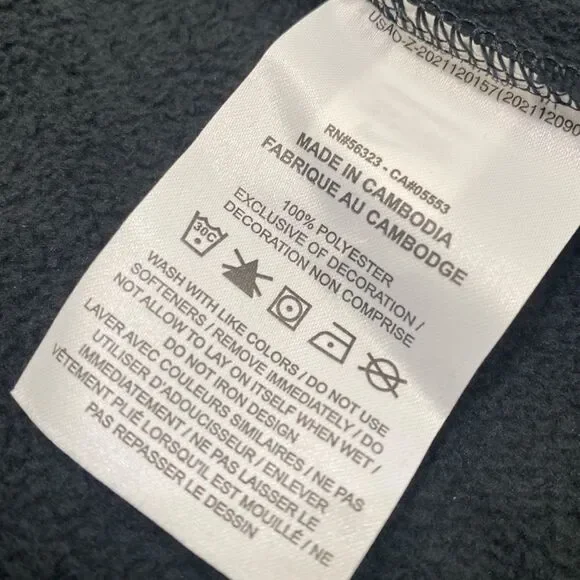 USAO-Z-2021120157(202112090
RN#56323 - CA#05553
MADE IN CAMBODIA
FABRIQUE AU CAMBODGE
100% POLYESTER
EXCLUSIVE OF DECORATION /
DECORATION NON COMPRISE
30C
WASH WITH LIKE COLORS / DO NOT USE
SOFTENERS / REMOVE IMMEDIATELY / DO
NOT ALLOW TO LAY ON ITSELF WHEN WET /
DO NOT IRON DESIGN
LAVER AVEC COULEURS SIMILAIRES / NE PAS
UTILISER D'ADOUCISSEUR / ENLEVER
IMMEDIATEMENT / NE PAS LAISSER LE
VÊTEMENT PLIÉ LORSQU'IL EST MOUILLÉ / NE
PAS REPASSER LE DESSIN